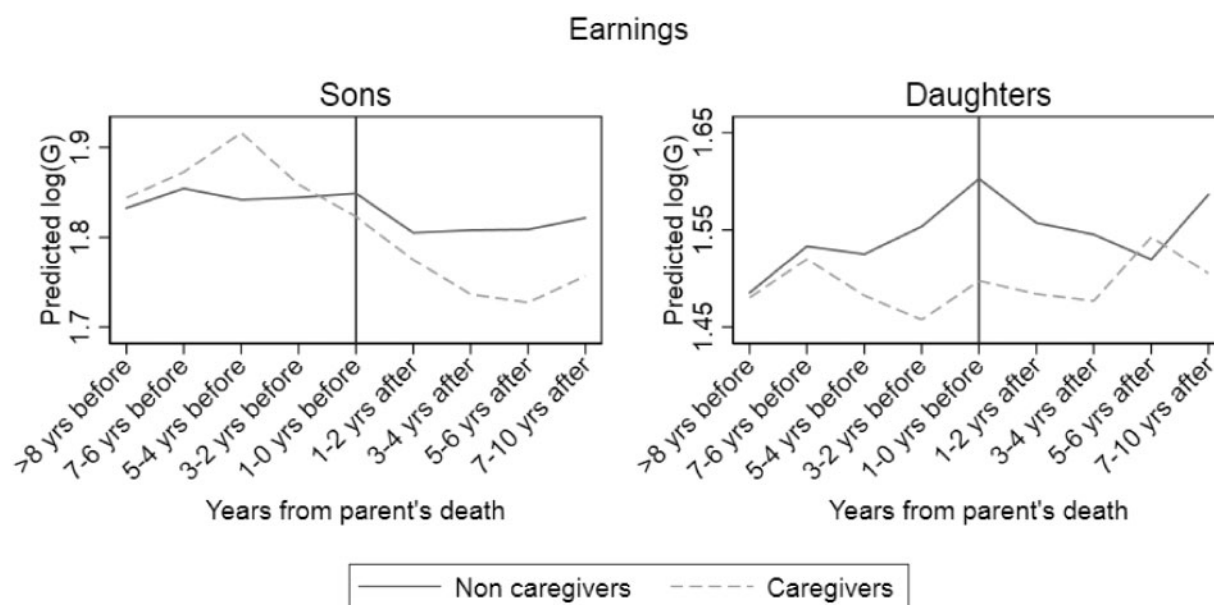 Earnings
Sons
Predicted log(G)
1.9
1.8
1.7
>8 yrs before
7-6 yrs before
5-4 yrs before
3-2 yrs before
1-0 yrs before
1-2 yrs after
3-4 yrs after
5-6 yrs after
7-10 yrs after
Years from parent's death
Daughters
Predicted log(G)
1.65
1.55
1.45
>8 yrs before
7-6 yrs before
5-4 yrs before
3-2 yrs before
1-0 yrs before
1-2 yrs after
3-4 yrs after
5-6 yrs after
7-10 yrs after
Years from parent's death
Non caregivers
Caregivers